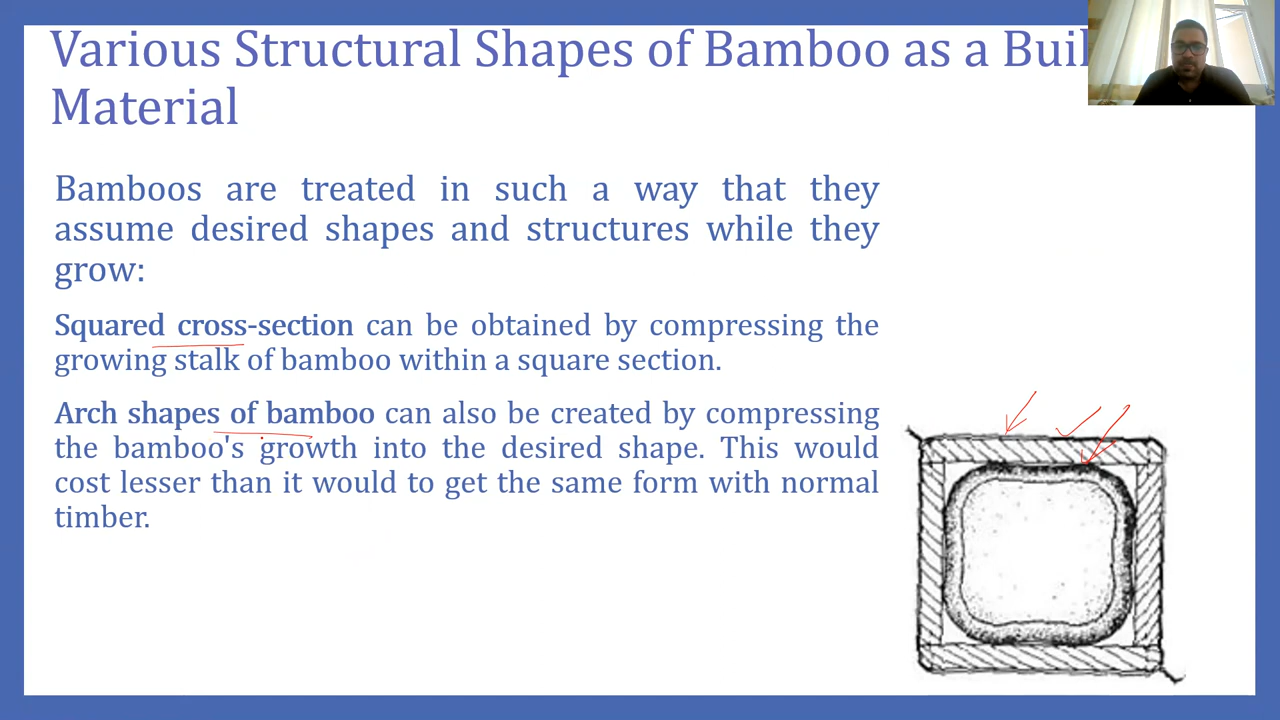 Various Structural Shapes of Bamboo as a Buil
Material
Bamboos are treated in such a way that they
assume desired shapes and structures while they
grow:
Squared cross-section can be obtained by compressing the
growing stalk of bamboo within a square section.
Arch shapes of bamboo can also be created by compressing
the bamboo's growth into the desired shape. This would
cost lesser than it would to get the same form with normal
timber.